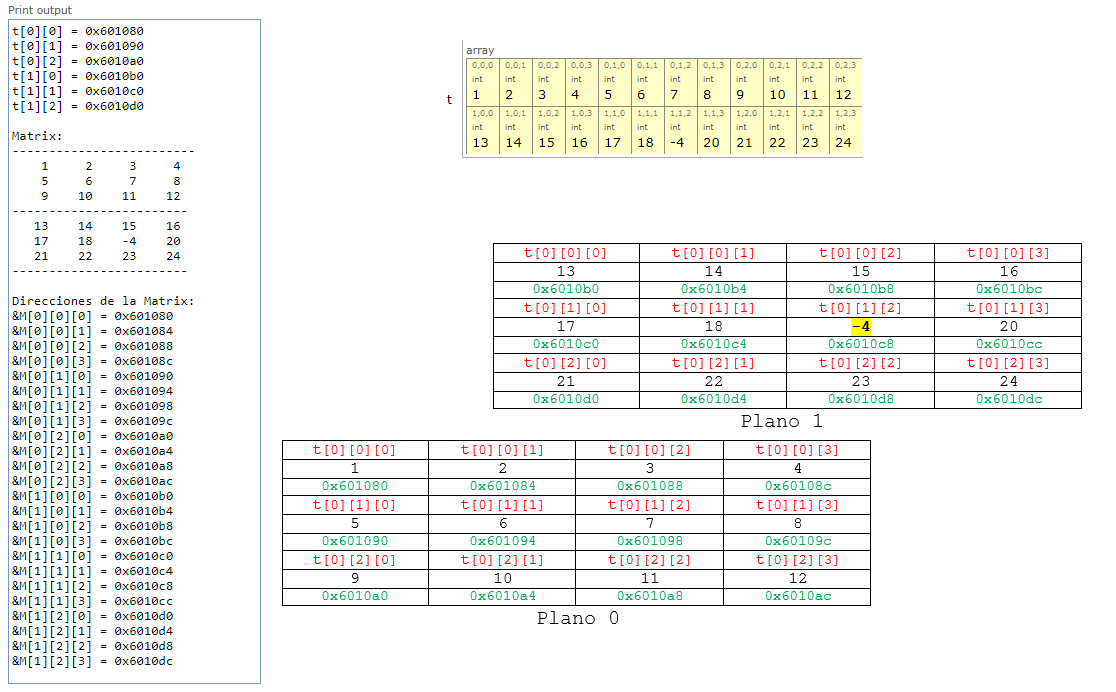 Print output
t[0][0] = 0x601080
t[0][1] = 0x601090
t[0][2] = 0x6010a0
t[1][0] = 0x6010b0
t[1][1] = 0x6010c0
t[1][2] = 0x6010d0
Matrix:
-------------------------
1 2 3 4
5 6 7 8
9 10 11 12
------------------------
13 14 15 16
17 18 -4 20
21 22 23 24
------------------------
Direcciones de la Matrix:
&M[0][0][0] = 0x601080
&M[0][0][1] = 0x601084
&M[0][0][2] = 0x601088
&M[0][0][3] = 0x60108c
&M[0][1][0] = 0x601090
&M[0][1][1] = 0x601094
&M[0][1][2] = 0x601098
&M[0][1][3] = 0x60109c
&M[0][2][0] = 0x6010a0
&M[0][2][1] = 0x6010a4
&M[0][2][2] = 0x6010a8
&M[0][2][3] = 0x6010ac
&M[1][0][0] = 0x6010b0
&M[1][0][1] = 0x6010b4
&M[1][0][2] = 0x6010b8
&M[1][0][3] = 0x6010bc
&M[1][1][0] = 0x6010c0
&M[1][1][1] = 0x6010c4
&M[1][1][2] = 0x6010c8
&M[1][1][3] = 0x6010cc
&M[1][2][0] = 0x6010d0
&M[1][2][1] = 0x6010d4
&M[1][2][2] = 0x6010d8
&M[1][2][3] = 0x6010dc
array
t
0,0,0 0,0,1 0,0,2 0,0,3 0,1,0 0,1,1 0,1,2 0,1,3 0,2,0 0,2,1 0,2,2 0,2,3
int int int int int int int int int int int int
1 2 3 4 5 6 7 8 9 10 11 12
1,0,0 1,0,1 1,0,2 1,0,3 1,1,0 1,1,1 1,1,2 1,1,3 1,2,0 1,2,1 1,2,2 1,2,3
int int int int int int int int int int int int
13 14 15 16 17 18 -4 20 21 22 23 24
t[0][0][0] t[0][0][1] t[0][0][2] t[0][0][3]
13 14 15 16
0x6010b0 0x6010b4 0x6010b8 0x6010bc
t[0][1][0] t[0][1][1] t[0][1][2] t[0][1][3]
17 18 -4 20
0x6010c0 0x6010c4 0x6010c8 0x6010cc
t[0][2][0] t[0][2][1] t[0][2][2] t[0][2][3]
21 22 23 24
0x6010d0 0x6010d4 0x6010d8 0x6010dc
Plano 1
t[0][0][0] t[0][0][1] t[0][0][2] t[0][0][3]
1 2 3 4
0x601080 0x601084 0x601088 0x60108c
t[0][1][0] t[0][1][1] t[0][1][2] t[0][1][3]
5 6 7 8
0x601090 0x601094 0x601098 0x60109c
t[0][2][0] t[0][2][1] t[0][2][2] t[0][2][3]
9 10 11 12
0x6010a0 0x6010a4 0x6010a8 0x6010ac
Plano 0